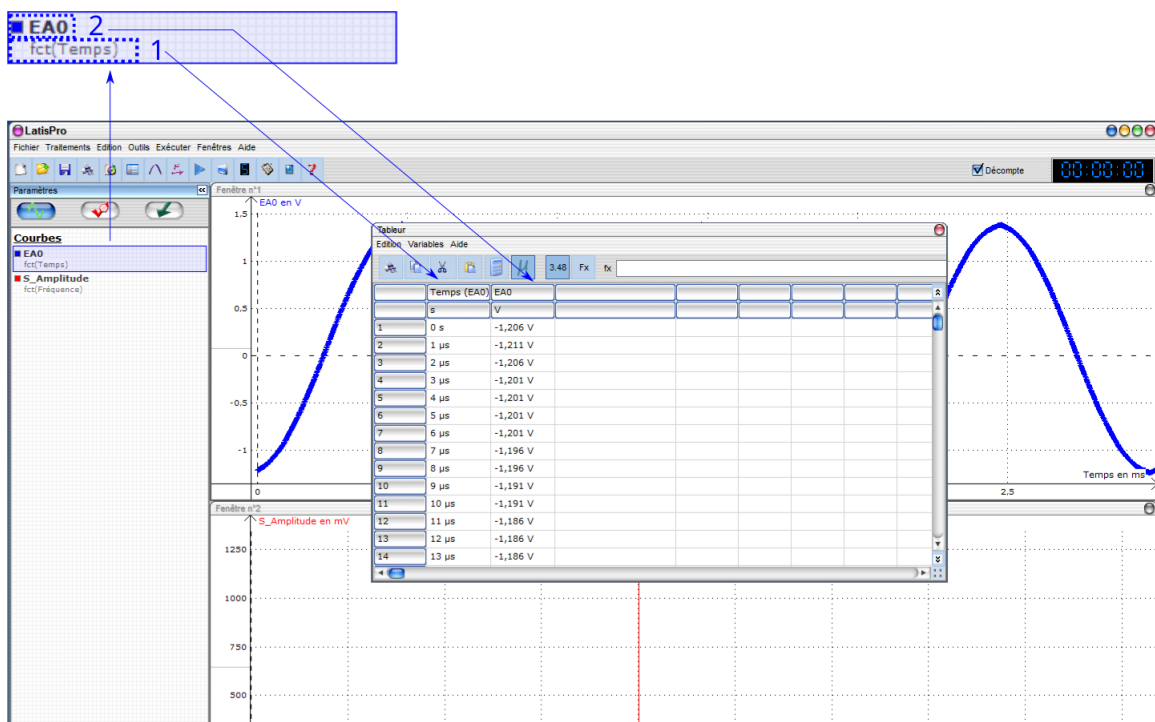 EA0 2
fct(Temps) 1
LatisPro
Fichier Traitements Edition Outils Exécuter Fenêtres Aide
Décompte 00:00:00
Paramètres
Courbes
EA0
fct(Temps)
S_Amplitude
fct(Fréquence)
Fenêtre n°1
EA0 en V
1.5
1
0.5
0
-0.5
-1
0
2,5
Temps en ms
Tableur
Edition Variables Aide
3.48 Fx fx
Temps (EA0) EA0
s V
1 0 s -1,206 V
2 1 µs -1,211 V
3 2 µs -1,206 V
4 3 µs -1,201 V
5 4 µs -1,201 V
6 5 µs -1,201 V
7 6 µs -1,201 V
8 7 µs -1,196 V
9 8 µs -1,196 V
10 9 µs -1,191 V
11 10 µs -1,191 V
12 11 µs -1,186 V
13 12 µs -1,186 V
14 13 µs -1,186 V
Fenêtre n°2
S_Amplitude en mV
1250
1000
750
500